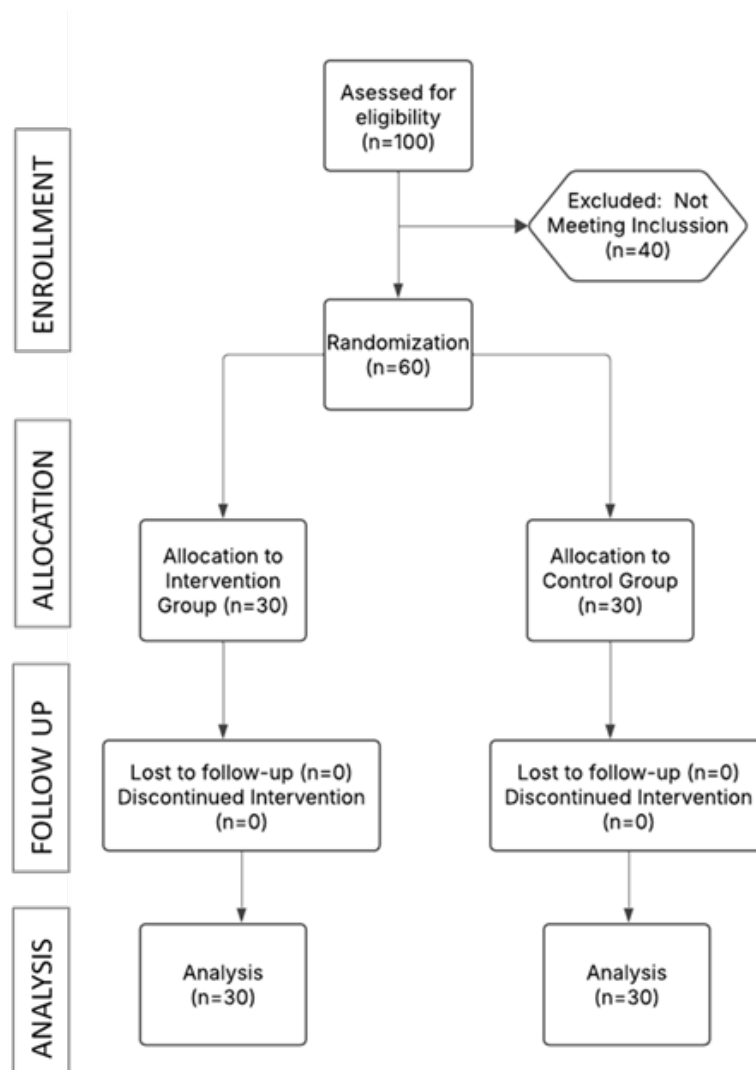 Asessed for
eligibility
(n=100)
ENROLLMENT
Excluded: Not
Meeting Inclussion
(n=40)
Randomization
(n=60)
ALLOCATION
Allocation to
Intervention
Group (n=30)
Allocation to
Control Group
(n=30)
FOLLOW UP
Lost to follow-up (n=0)
Discontinued Intervention
(n=0)
Lost to follow-up (n=0)
Discontinued Intervention
(n=0)
ANALYSIS
Analysis
(n=30)
Analysis
(n=30)